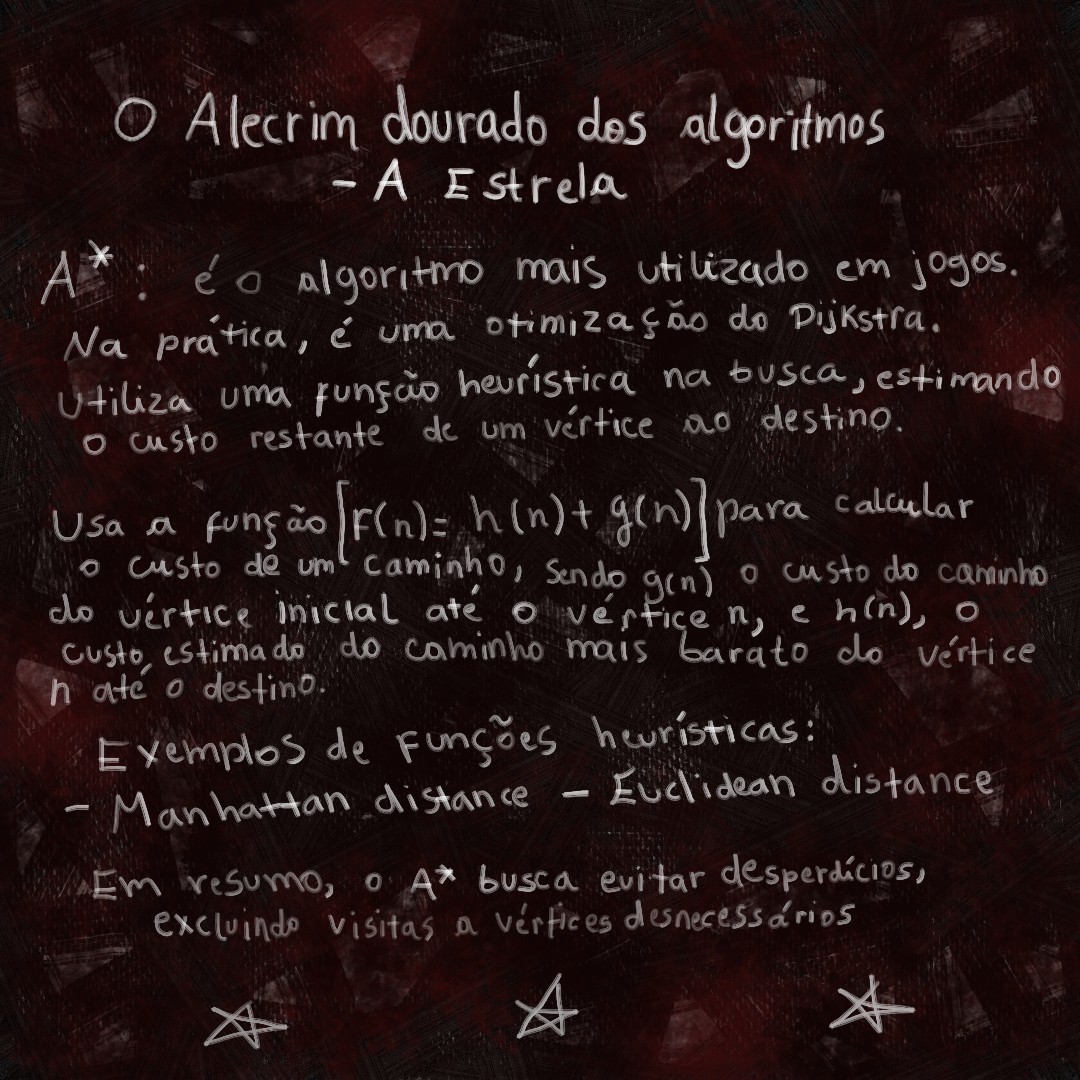 O Alecrim dourado dos algoritmos
- A Estrela
A* : é o algoritmo mais utilizado em jogos.
Na prática, é uma otimização do Dijkstra.
Utiliza uma função heurística na busca, estimando
o custo restante de um vértice ao destino.
Usa a função [F(n)= h(n)+ g(n)] para calcular
o custo de um caminho, sendo g(n) o custo do caminho
do vértice inicial até o vértice n, e h(n), o
custo estimado do caminho mais barato do vértice
n até o destino.
Exemplos de Funções heurísticas:
- Manhattan distance - Euclidean distance
Em resumo, o A* busca evitar desperdícios,
excluindo visitas a vértices desnecessários